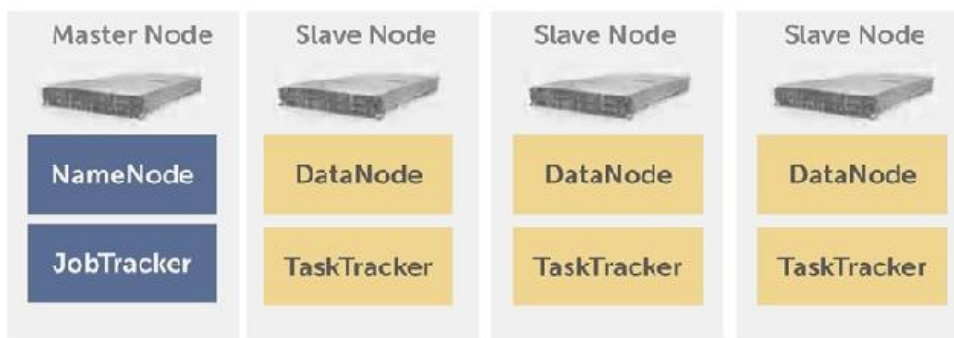 Master Node
Slave Node
Slave Node
Slave Node
NameNode
DataNode
DataNode
DataNode
JobTracker
TaskTracker
TaskTracker
TaskTracker